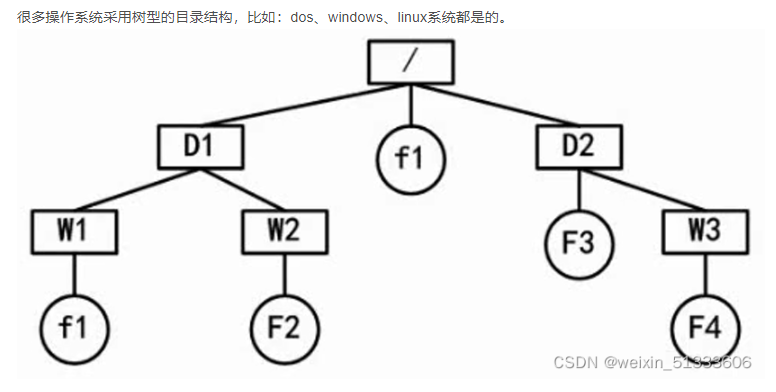 很多操作系统采用树型的目录结构，比如：dos、windows、linux系统都是的。
/
D1
f1
D2
W1
W2
F3
W3
f1
F2
F4
CSDN @weixin_51333606